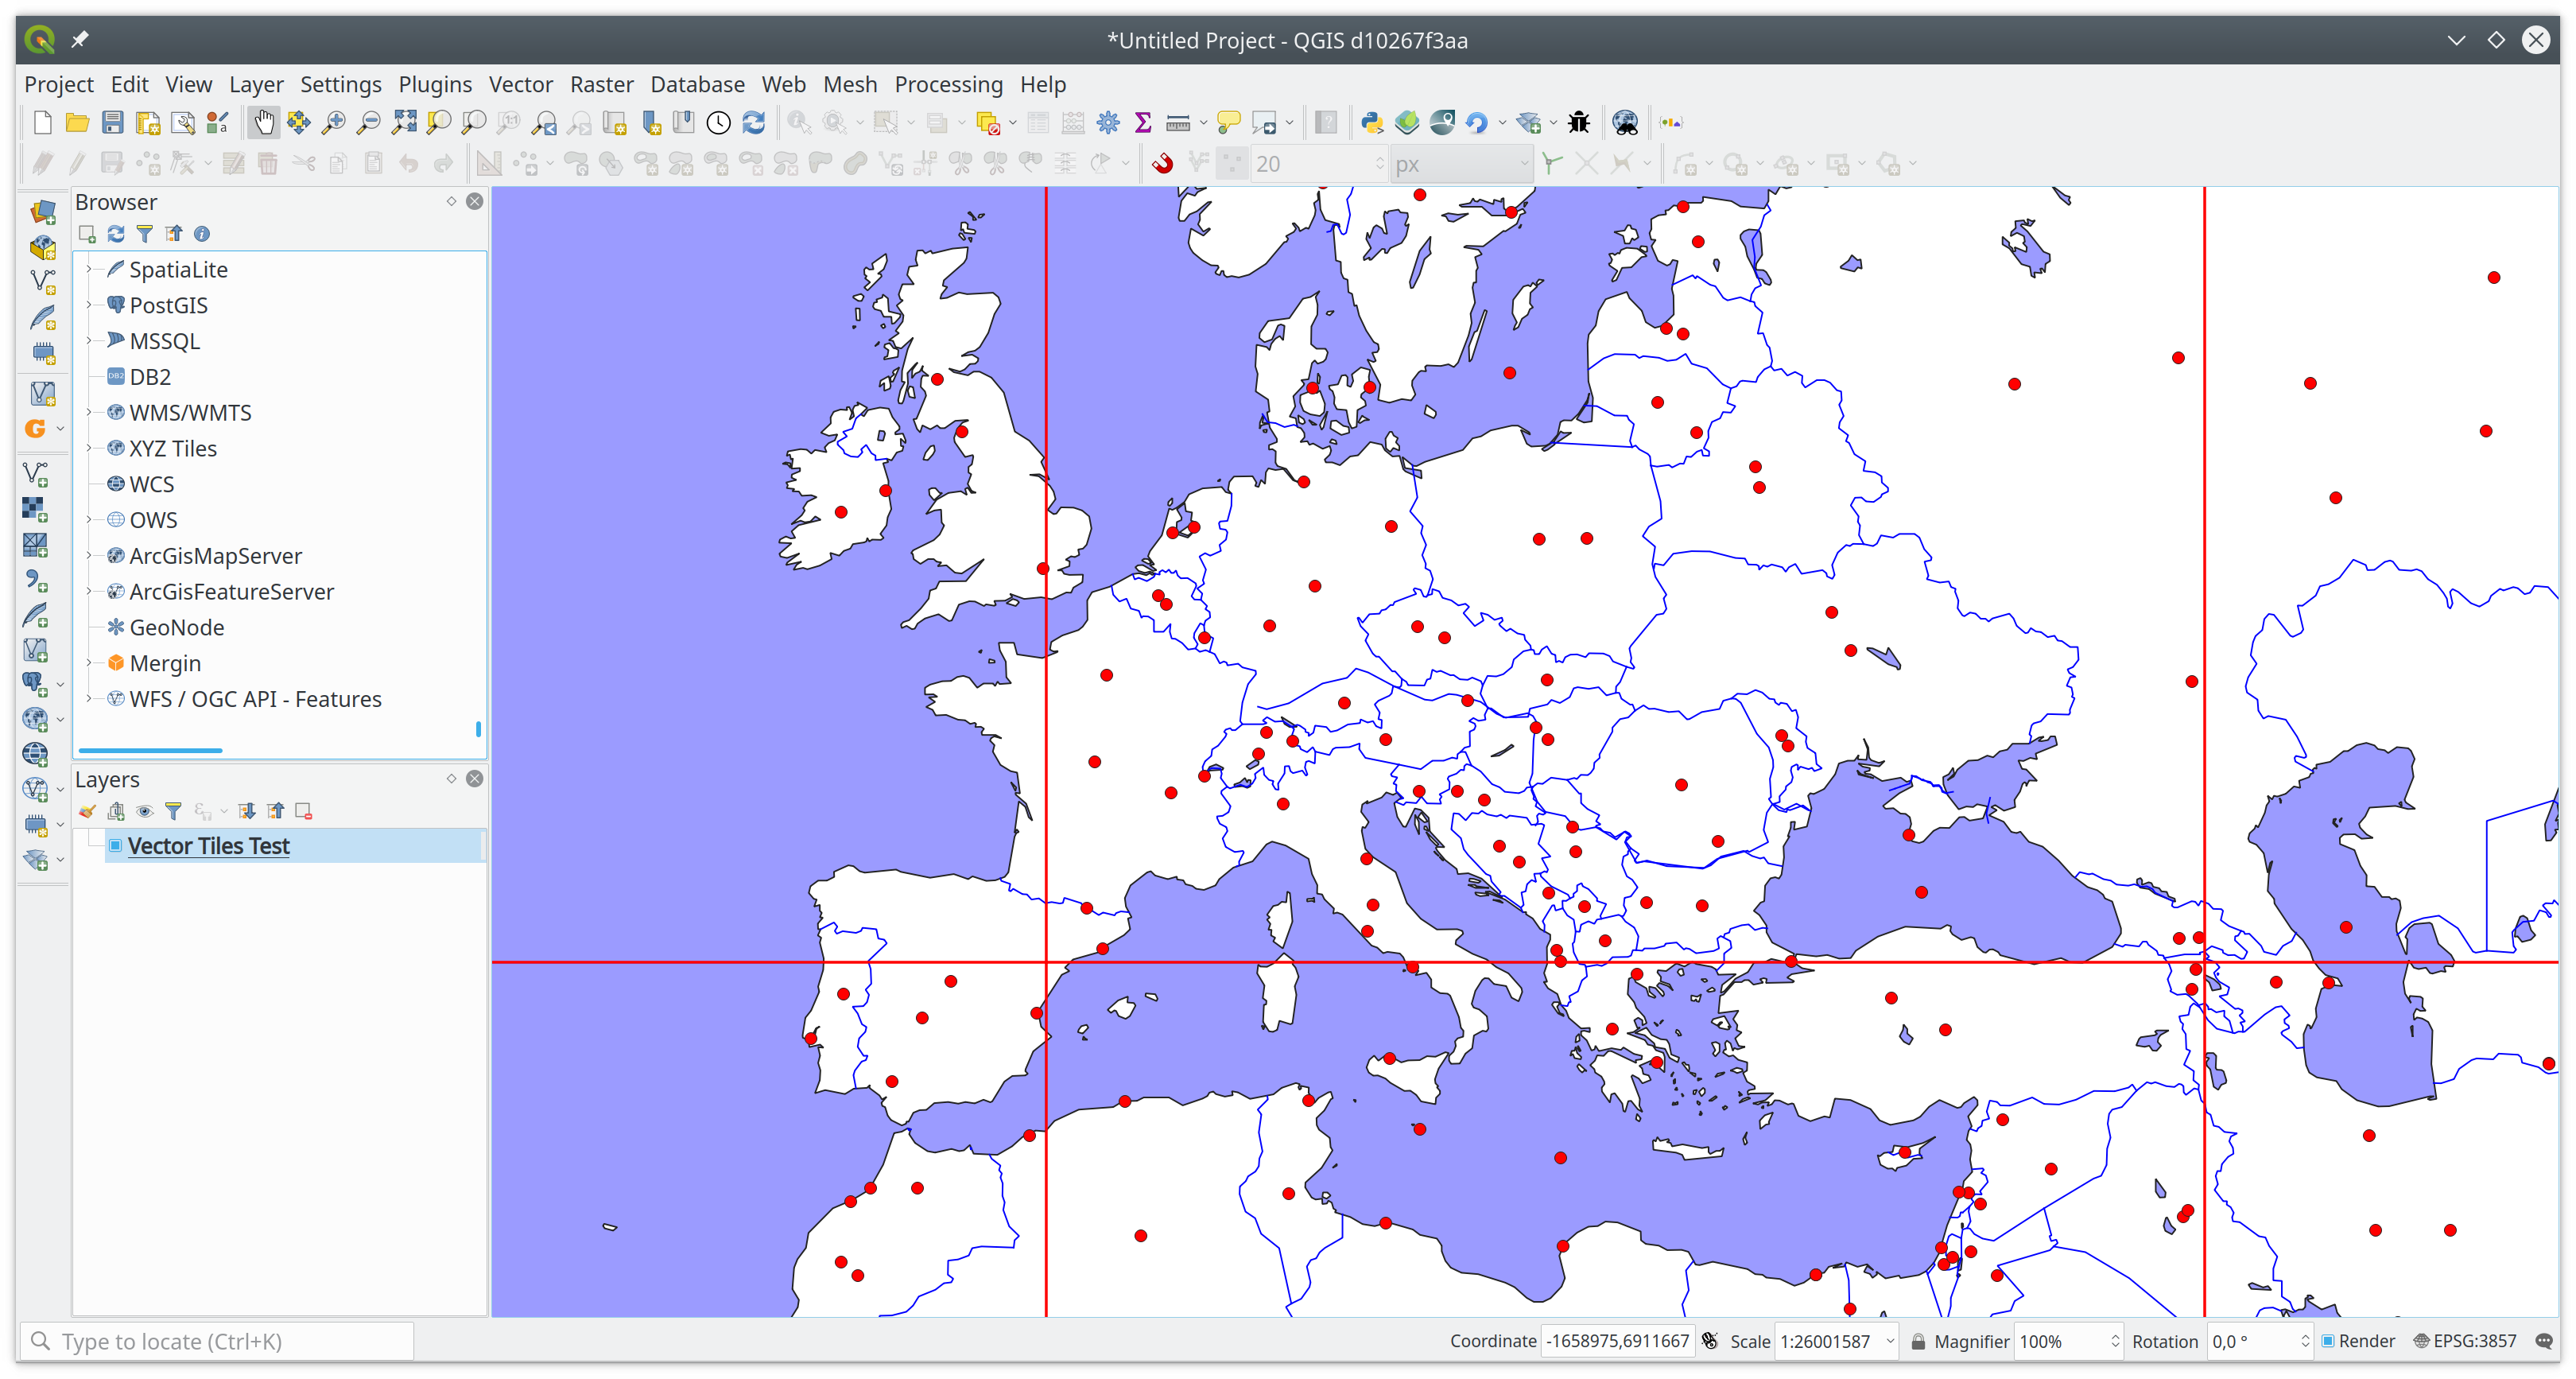 *Untitled Project - QGIS d10267f3aa
Project Edit View Layer Settings Plugins Vector Raster Database Web Mesh Processing Help
20 px
Browser
SpatiaLite
PostGIS
MSSQL
DB2
WMS/WMTS
XYZ Tiles
WCS
OWS
ArcGisMapServer
ArcGisFeatureServer
GeoNode
Mergin
WFS / OGC API - Features
Layers
Vector Tiles Test
Type to locate (Ctrl+K)
Coordinate -1658975,6911667 Scale 1:26001587 Magnifier 100% Rotation 0,0 ° Render EPSG:3857